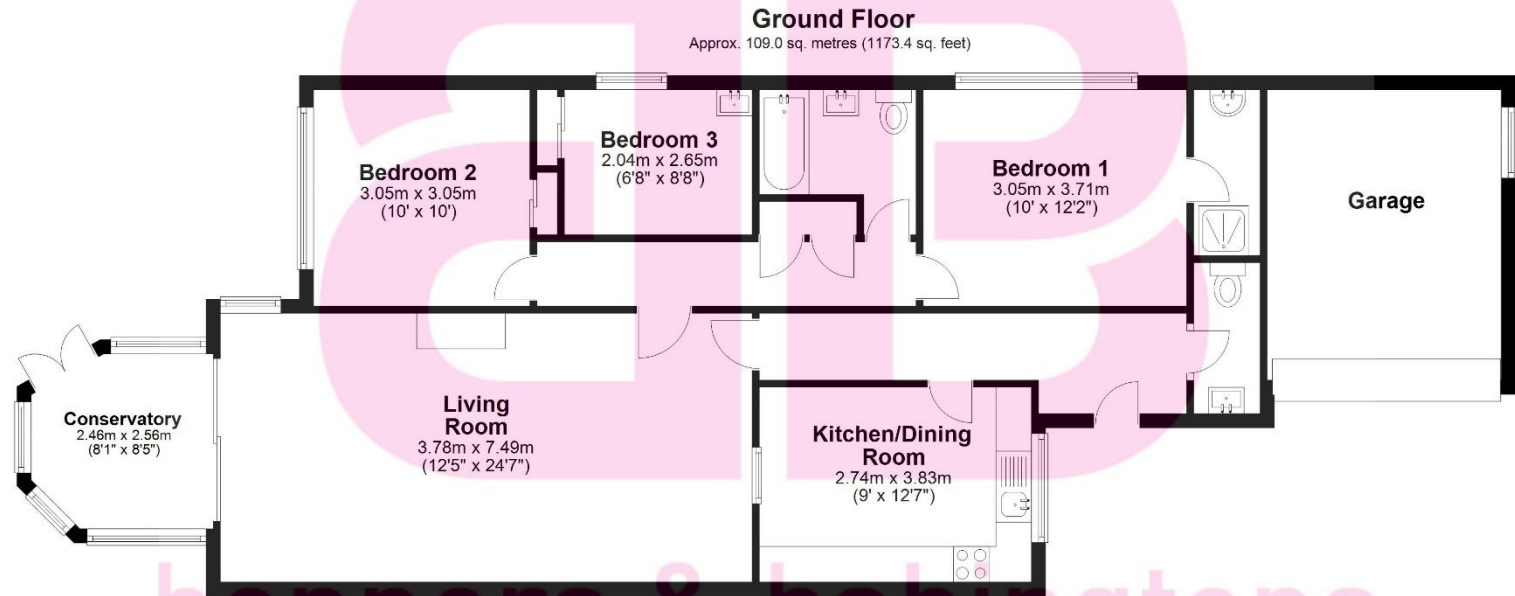 Ground Floor
Approx. 109.0 sq. metres (1173.4 sq. feet)
Bedroom 2
3.05m x 3.05m
(10' x 10')
Bedroom 3
2.04m x 2.65m
(6'8" x 8'8")
Bedroom 1
3.05m x 3.71m
(10' x 12'2")
Garage
Conservatory
2.46m x 2.56m
(8'1" x 8'5")
Living
Room
3.78m x 7.49m
(12'5" x 24'7")
Kitchen/Dining
Room
2.74m x 3.83m
(9' x 12'7")